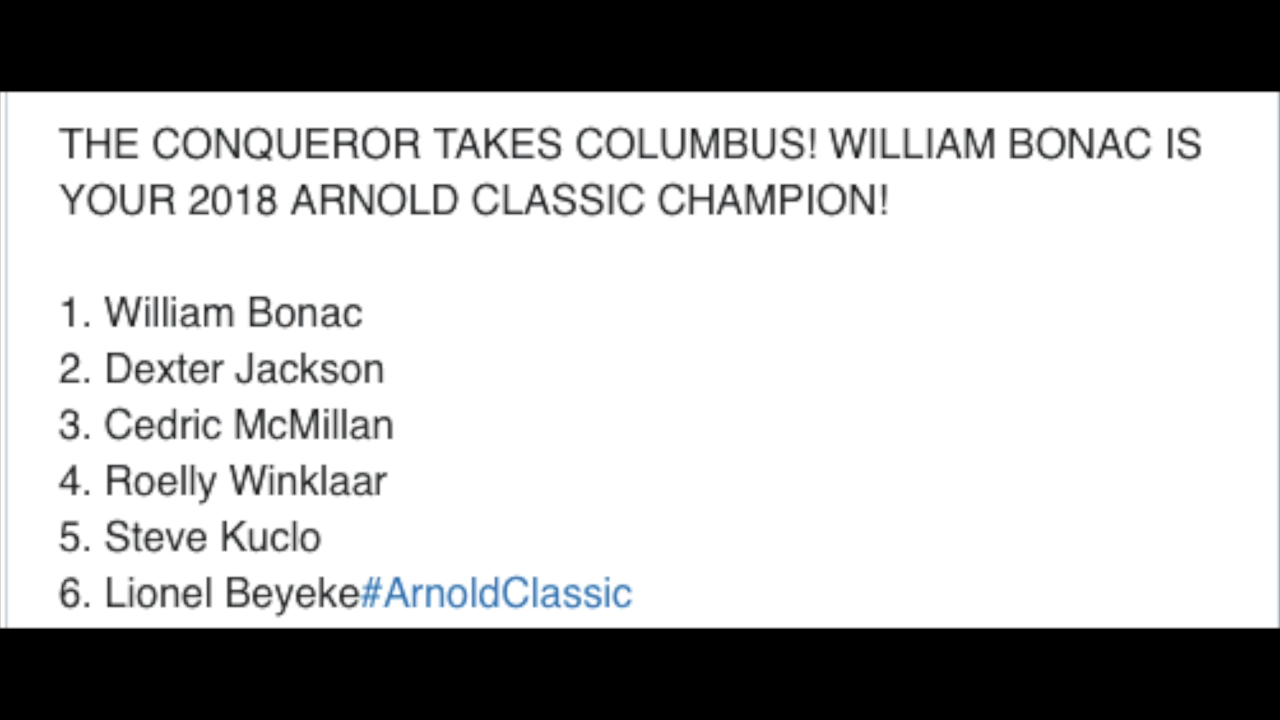 THE CONQUEROR TAKES COLUMBUS! WILLIAM BONAC IS
YOUR 2018 ARNOLD CLASSIC CHAMPION!
1. William Bonac
2. Dexter Jackson
3. Cedric McMillan
4. Roelly Winklaar
5. Steve Kuclo
6. Lionel Beyeke#ArnoldClassic